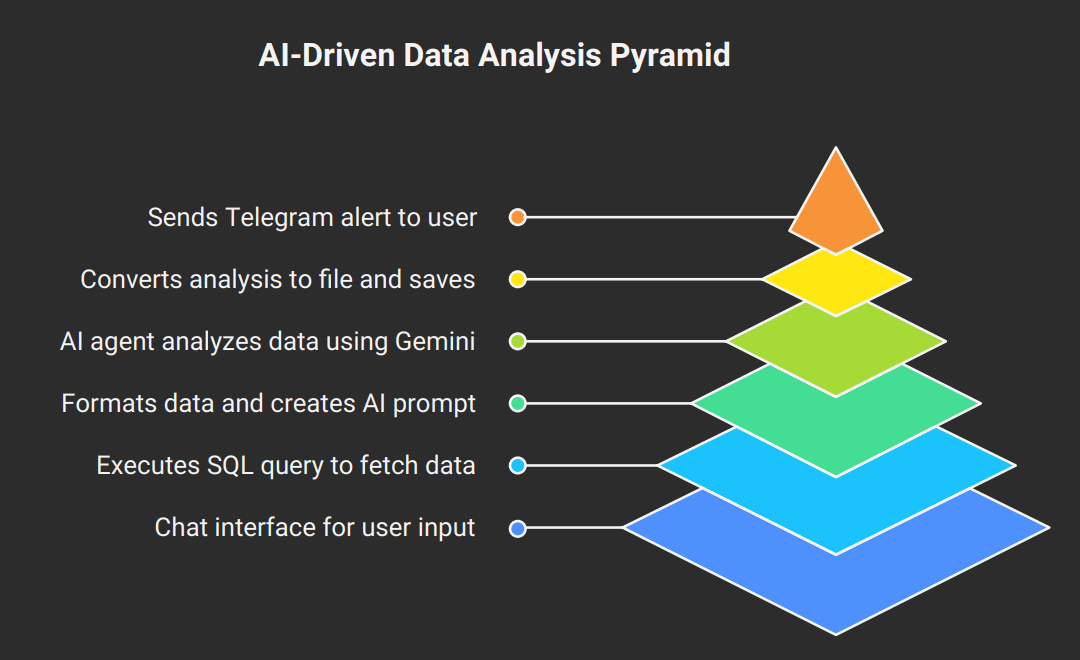 AI-Driven Data Analysis Pyramid
Sends Telegram alert to user
Converts analysis to file and saves
AI agent analyzes data using Gemini
Formats data and creates AI prompt
Executes SQL query to fetch data
Chat interface for user input